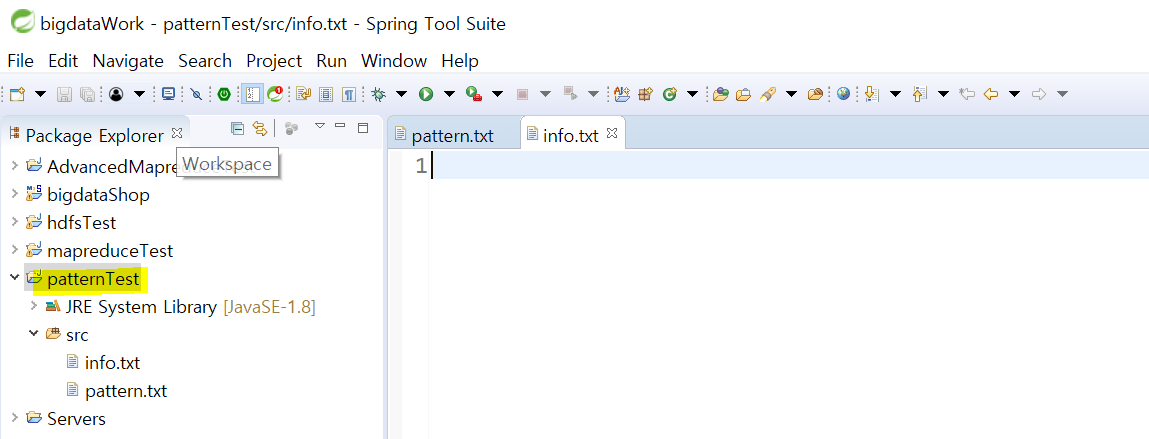 bigdataWork - patternTest/src/info.txt - Spring Tool Suite
File Edit Navigate Search Project Run Window Help
Package Explorer
pattern.txt
info.txt
Workspace
1
bigdataShop
hdfsTest
mapreduceTest
patternTest
JRE System Library [JavaSE-1.8]
src
info.txt
pattern.txt
Servers